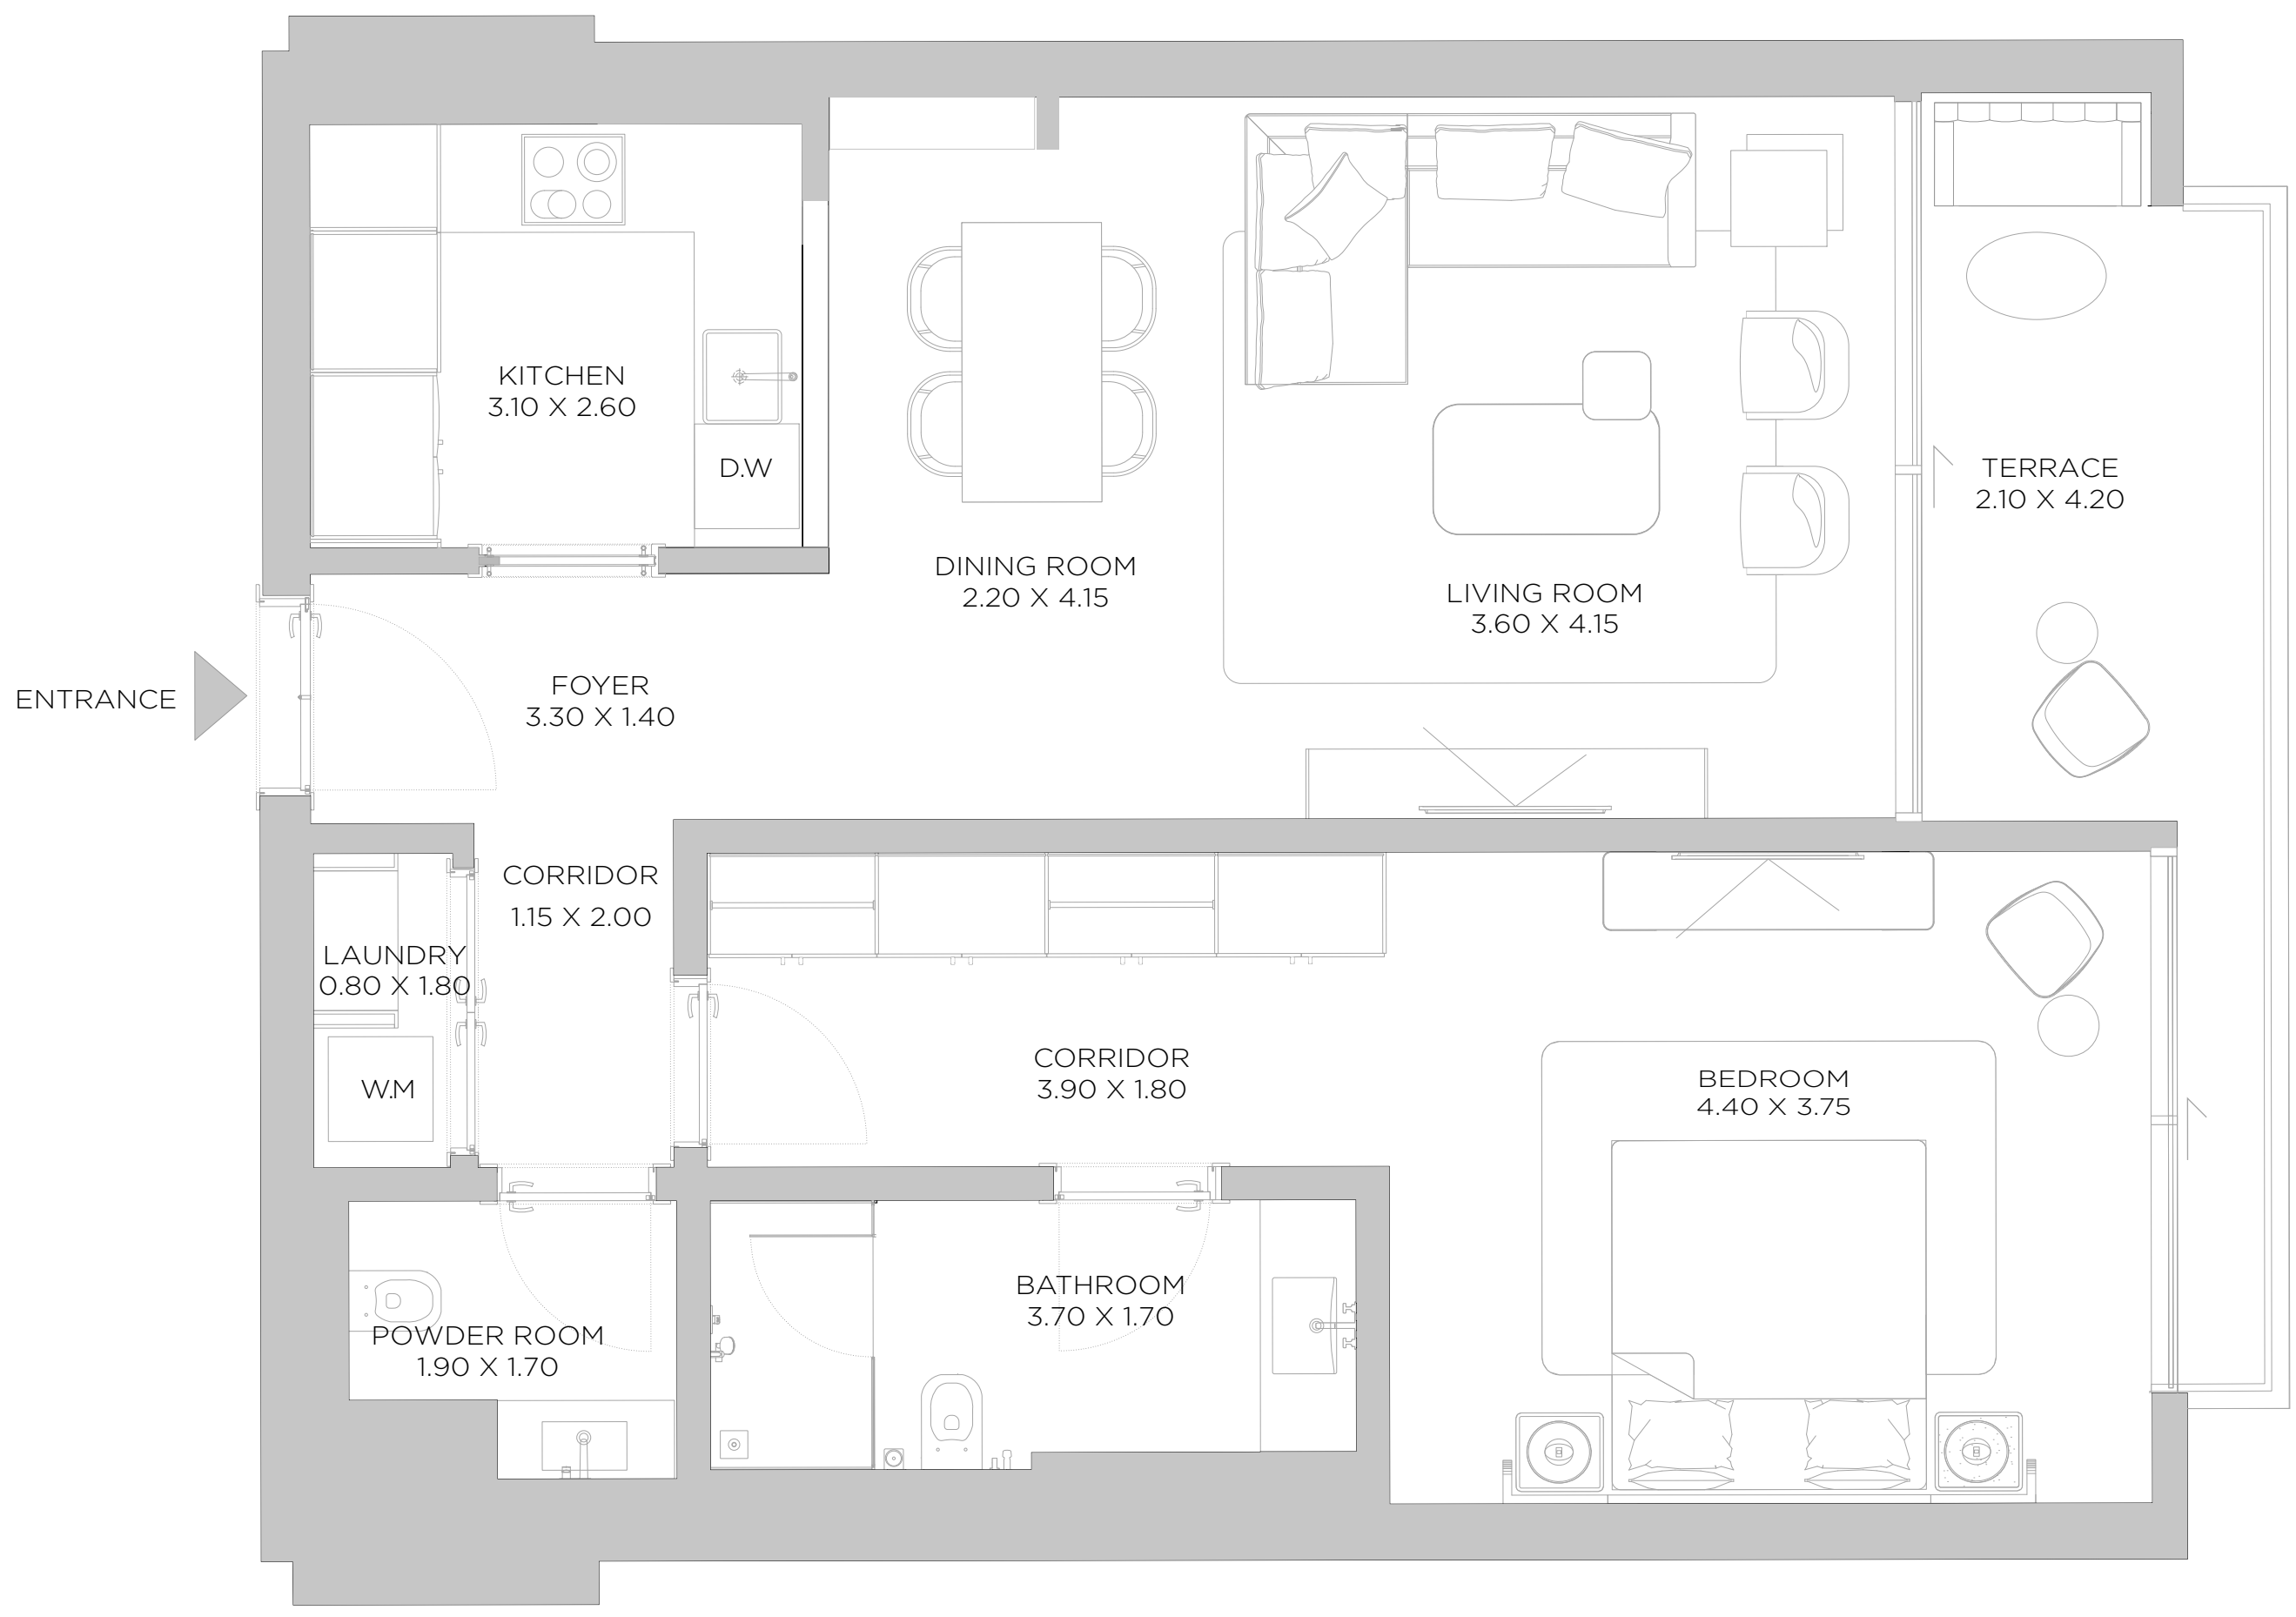 KITCHEN
3.10 X 2.60
D.W
TERRACE
2.10 X 4.20
DINING ROOM
2.20 X 4.15
LIVING ROOM
3.60 X 4.15
ENTRANCE
FOYER
3.30 X 1.40
CORRIDOR
1.15 X 2.00
LAUNDRY
0.80 X 1.80
W.M
CORRIDOR
3.90 X 1.80
BEDROOM
4.40 X 3.75
BATHROOM
3.70 X 1.70
POWDER ROOM
1.90 X 1.70